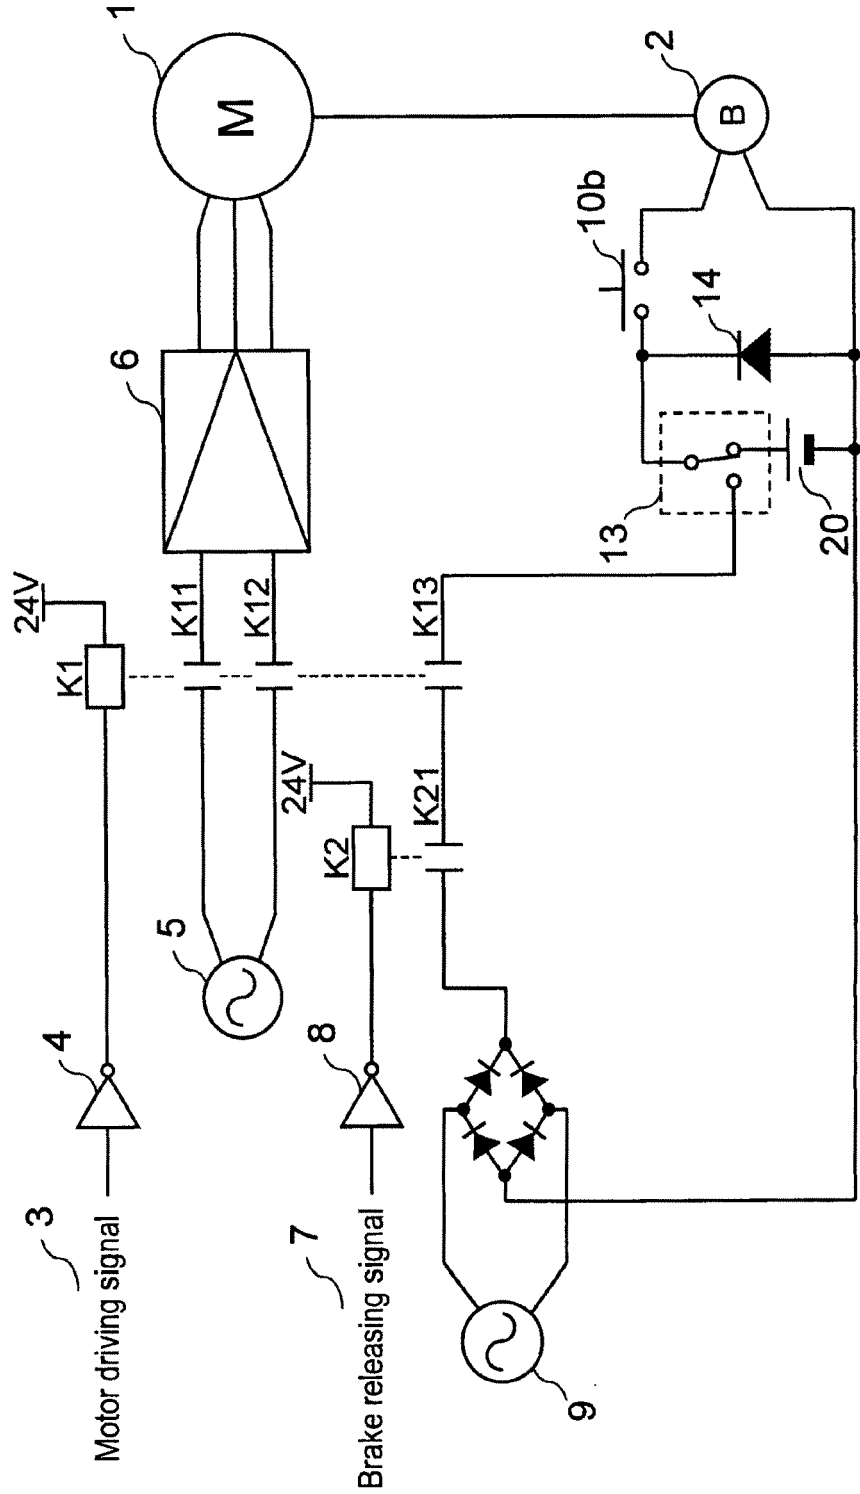 3
Motor driving signal
4
K1
24V
1
M
5
K11
K12
6
7
Brake releasing signal
8
K2
24V
9
K21
K13
13
20
14
10b
2
B